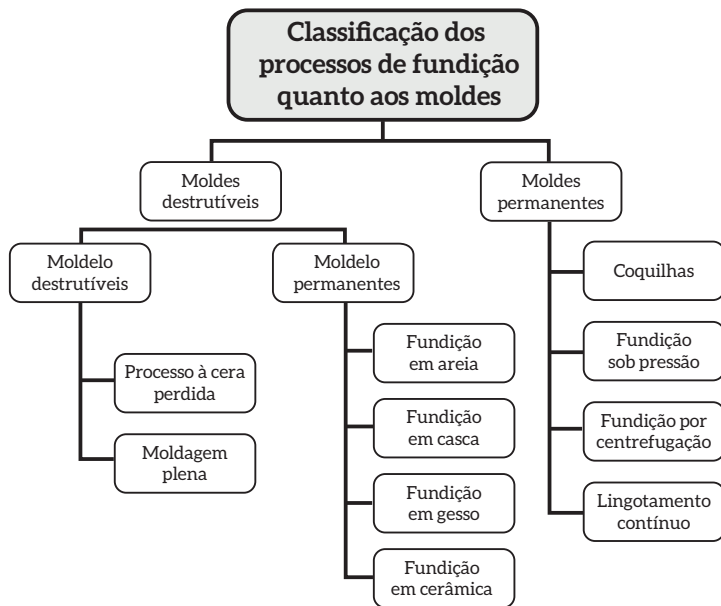 Classificação dos
processos de fundição
quanto aos moldes
Moldes
destrutíveis
Moldes
permanentes
Moldelo
destrutíveis
Moldelo
permanentes
Processo à cera
perdida
Moldagem
plena
Fundição
em areia
Fundição
em casca
Fundição
em gesso
Fundição
em cerâmica
Coquilhas
Fundição
sob pressão
Fundição por
centrefugação
Lingotamento
contínuo